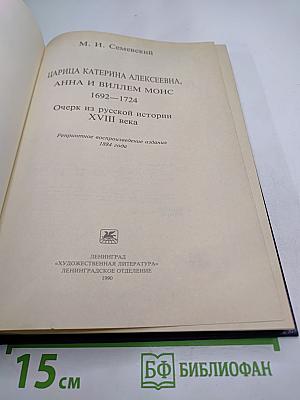 М. И. Семевский
ЦАРИЦА КАТЕРИНА АЛЕКСЕЕВНА,
АННА И ВИЛЛЕМ МОНС
1692—1724
Очерк из русской истории
XVIII века
Репринтное воспроизведение издания
1884 года
ЛЕНИНГРАД
«ХУДОЖЕСТВЕННАЯ ЛИТЕРАТУРА»
ЛЕНИНГРАДСКОЕ ОТДЕЛЕНИЕ
1990
15 см
БФ БИБЛИОФАН